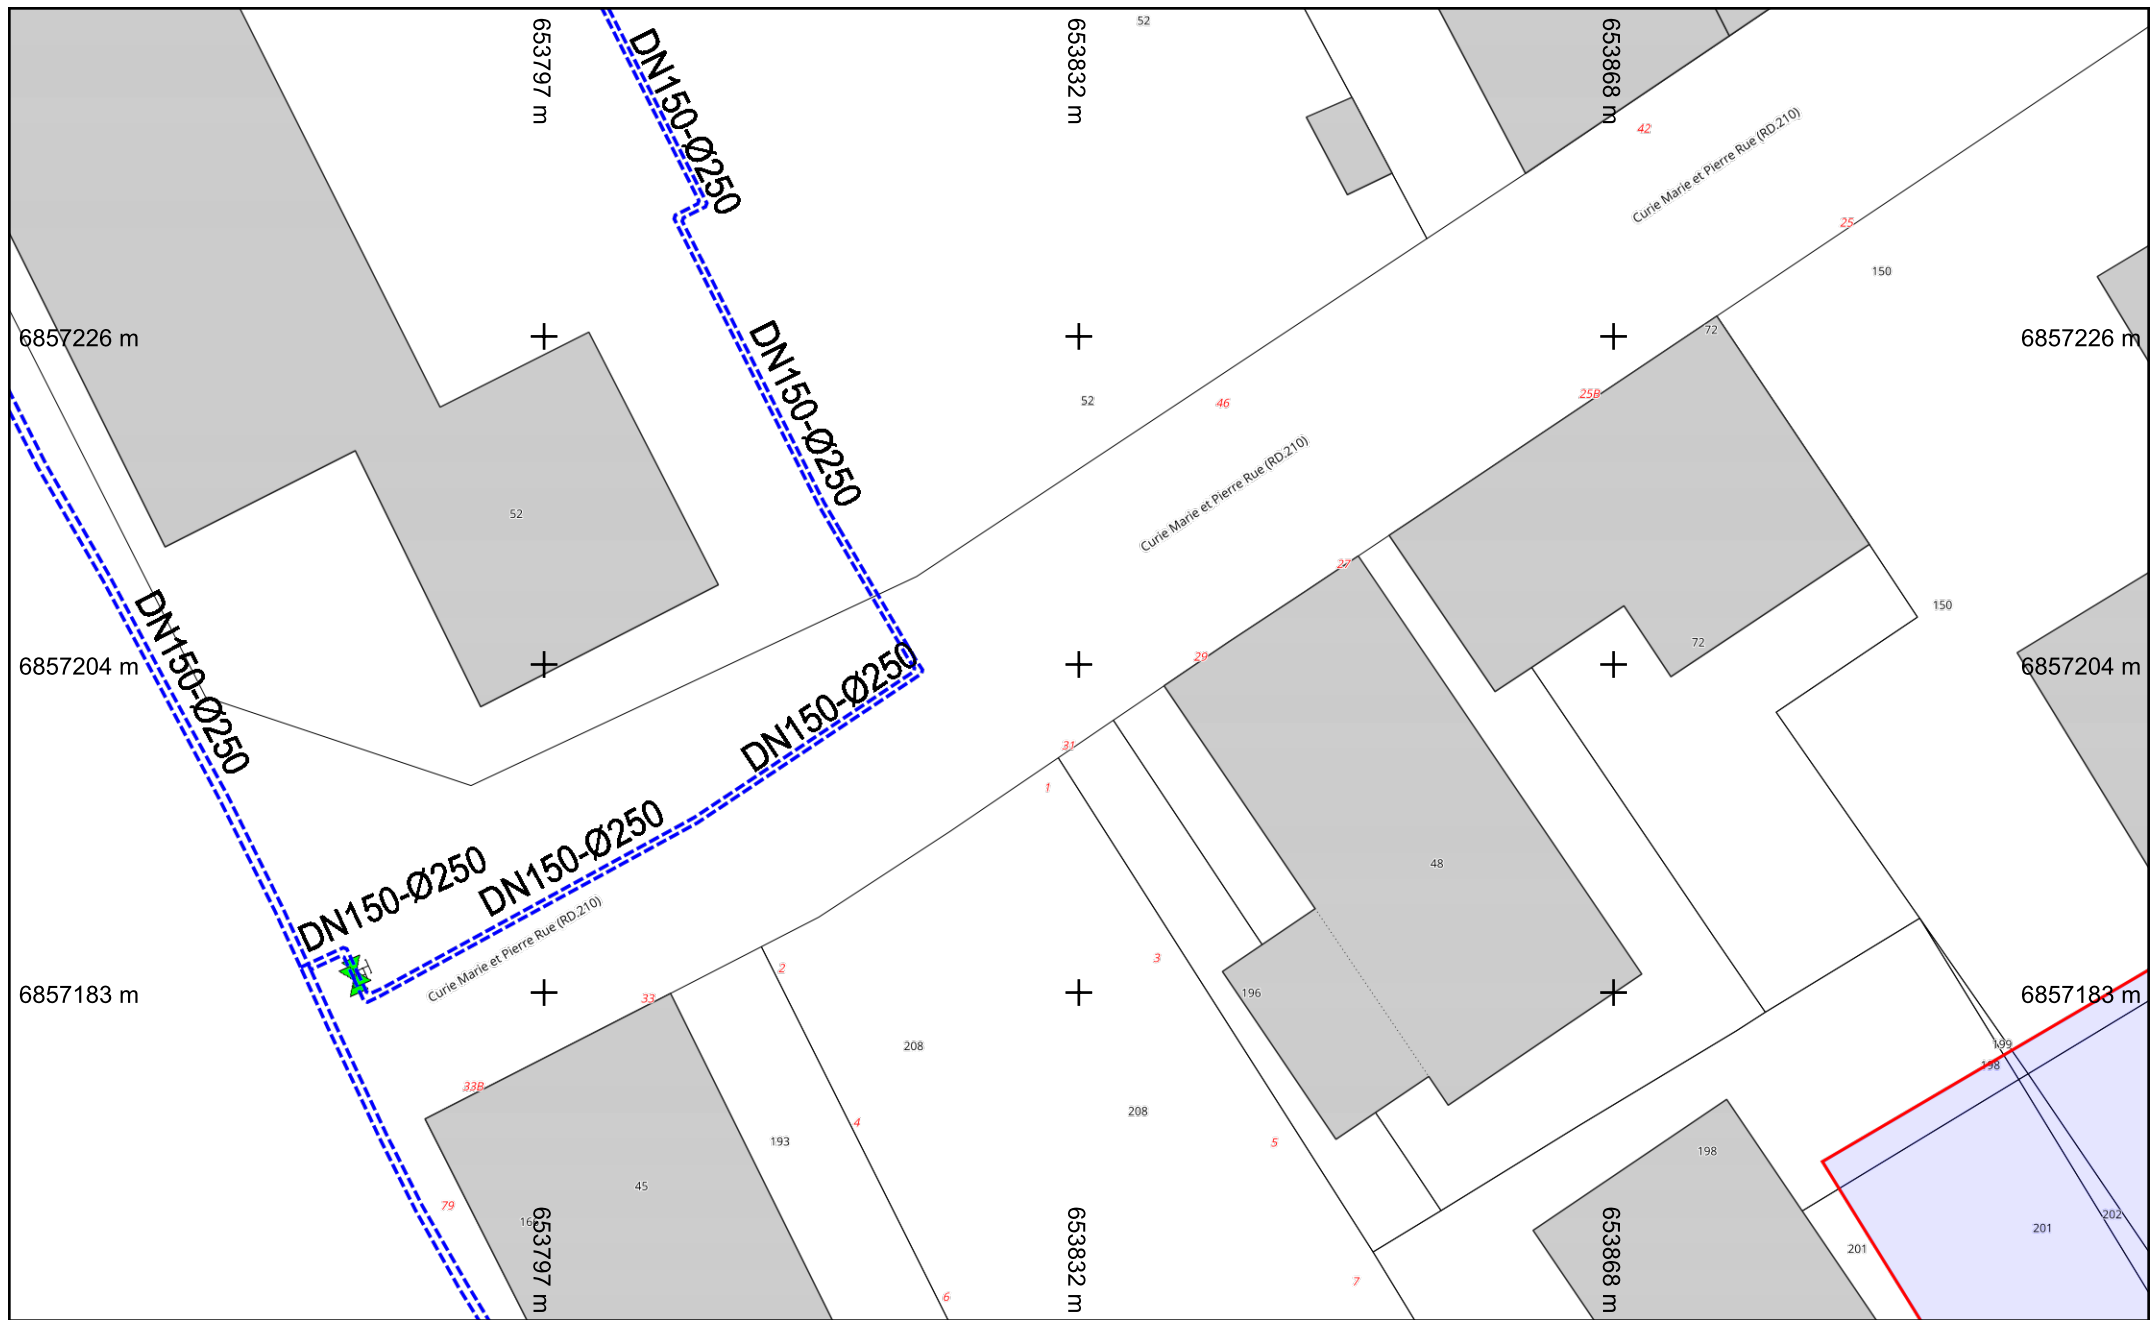 653797 m
653832 m
653868 m
52
DN150-Ø250
42
Curie Marie et Pierre Rue (RD.210)
25
150
6857226 m
6857226 m
72
DN150-Ø250
25B
46
52
Curie Marie et Pierre Rue (RD.210)
52
27
150
DN150-Ø250
72
29
6857204 m
6857204 m
DN150-Ø250
31
1
48
DN150-Ø250
DN150-Ø250
Curie Marie et Pierre Rue (RD.210)
3
2
33
196
6857183 m
6857183 m
208
199
198
33B
208
4
193
5
198
45
79
202
201
201
7
6
653797 m
653832 m
653868 m